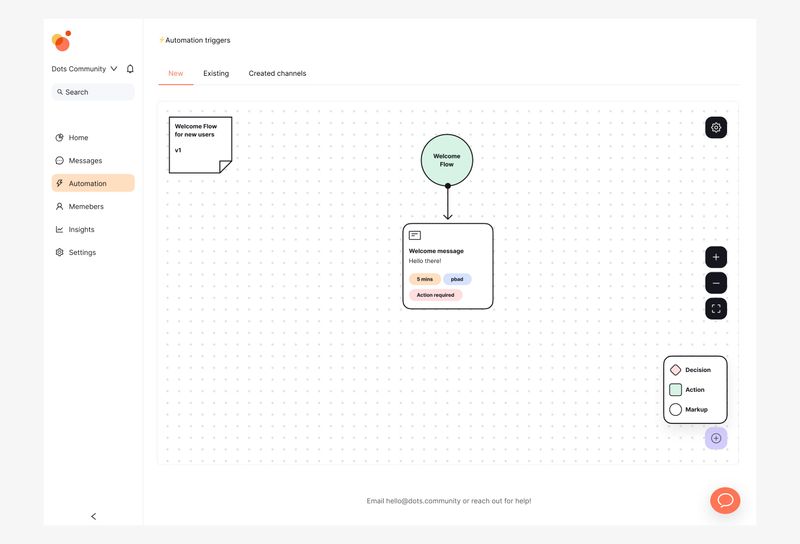 Dots Community
Search
Home
Messages
Automation
Memebers
Insights
Settings
Automation triggers
New
Existing
Created channels
Welcome Flow
for new users
v1
Welcome
Flow
Welcome message
Hello there!
5 mins
pbad
Action required
Decision
Action
Markup
Email hello@dots.community or reach out for help!